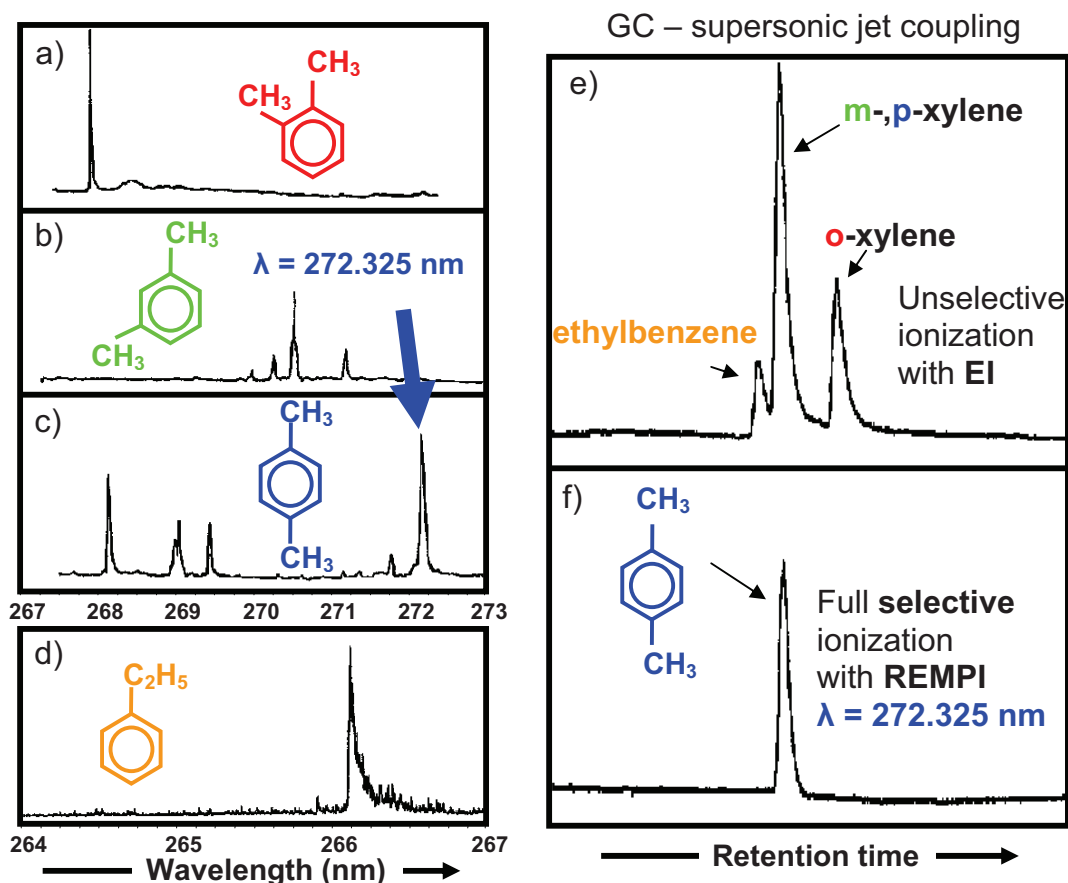 GC – supersonic jet coupling
a)
CH3
CH3
b)
CH3
CH3
λ = 272.325 nm
c)
CH3
CH3
267 268 269 270 271 272 273
d)
C2H5
264 265 266 267
Wavelength (nm)
e)
m-,p-xylene
o-xylene
ethylbenzene
Unselective
ionization
with EI
f)
CH3
CH3
Full selective
ionization
with REMPI
λ = 272.325 nm
Retention time